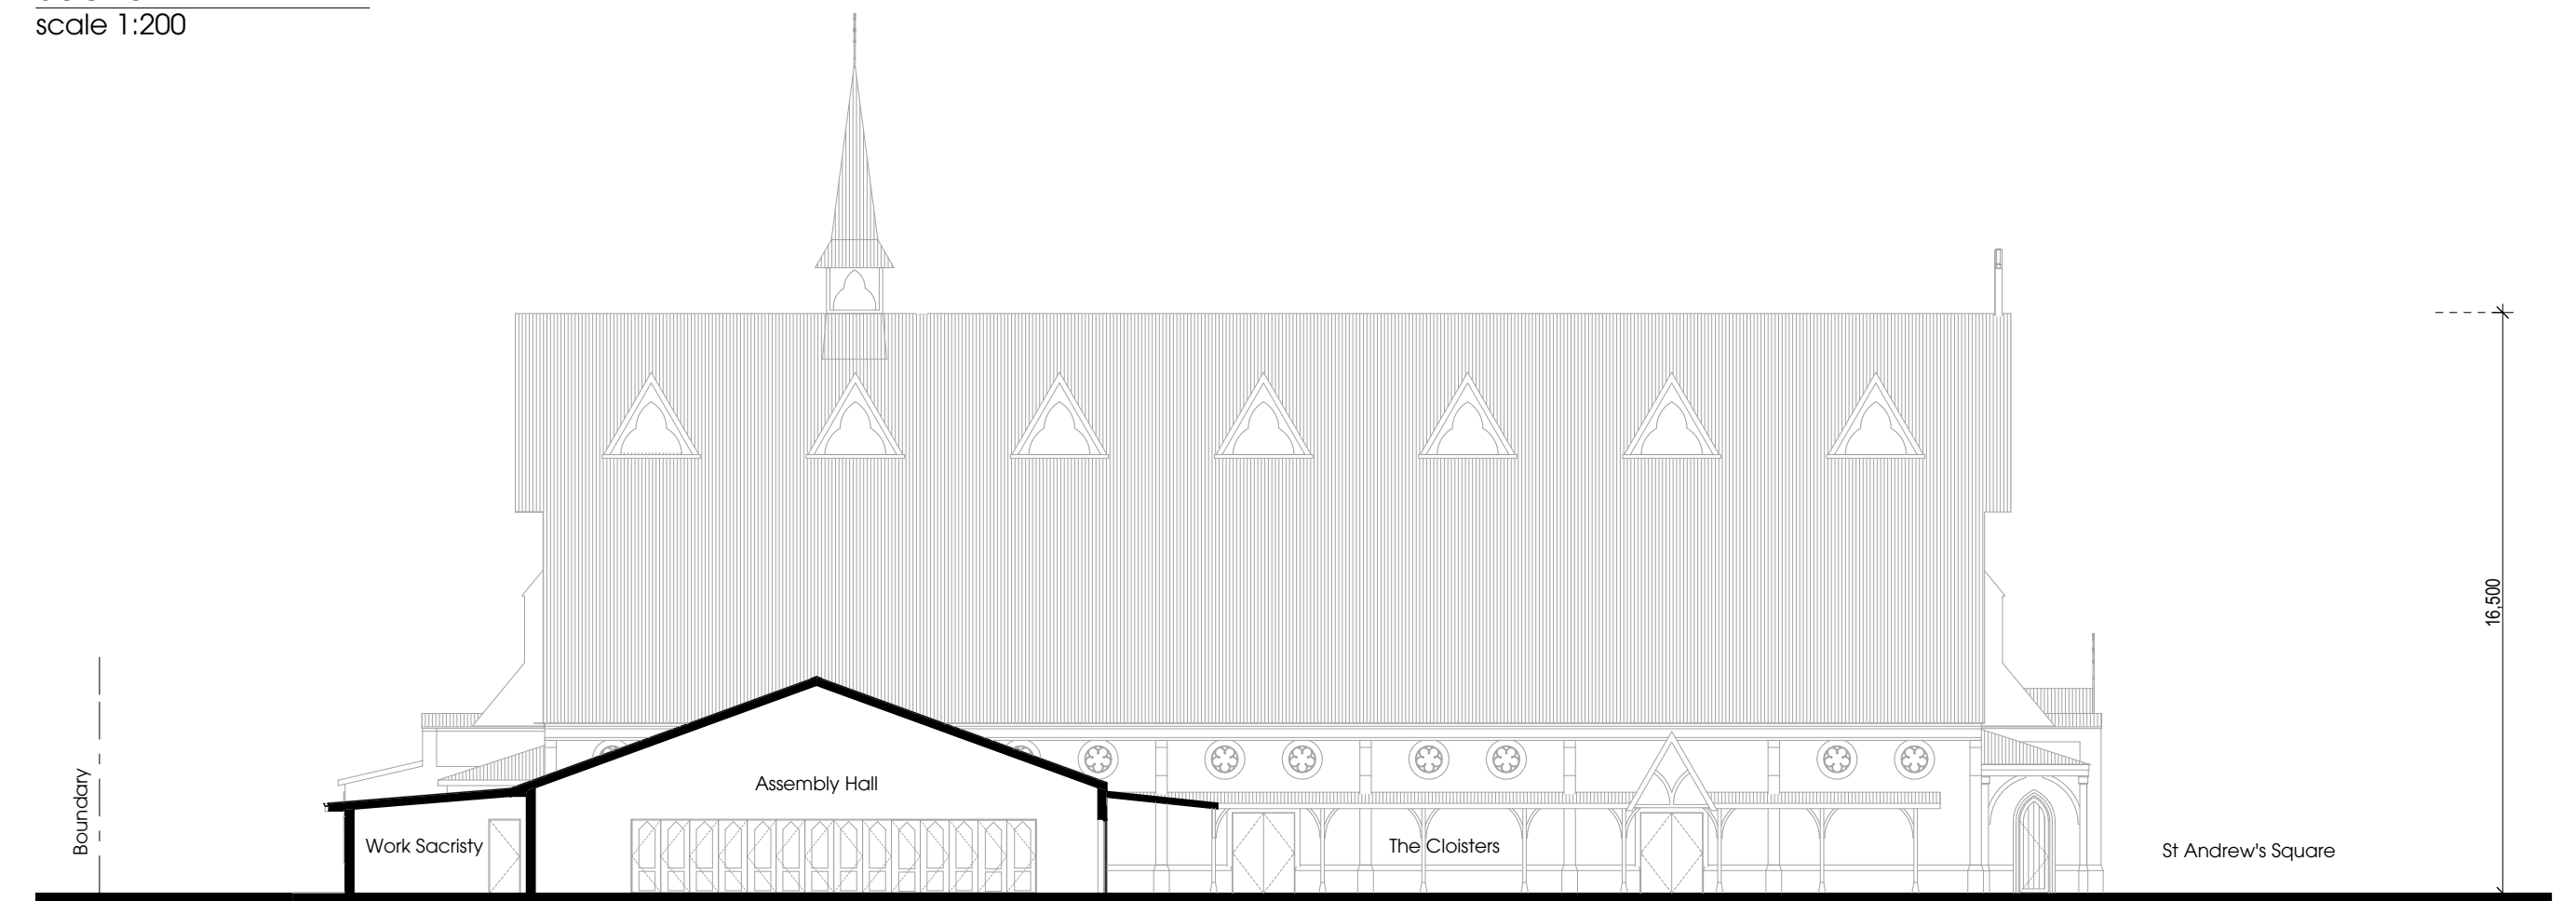 scale 1:200
16,500
Boundary
Assembly Hall
Work Sacristy
The Cloisters
St Andrew's Square